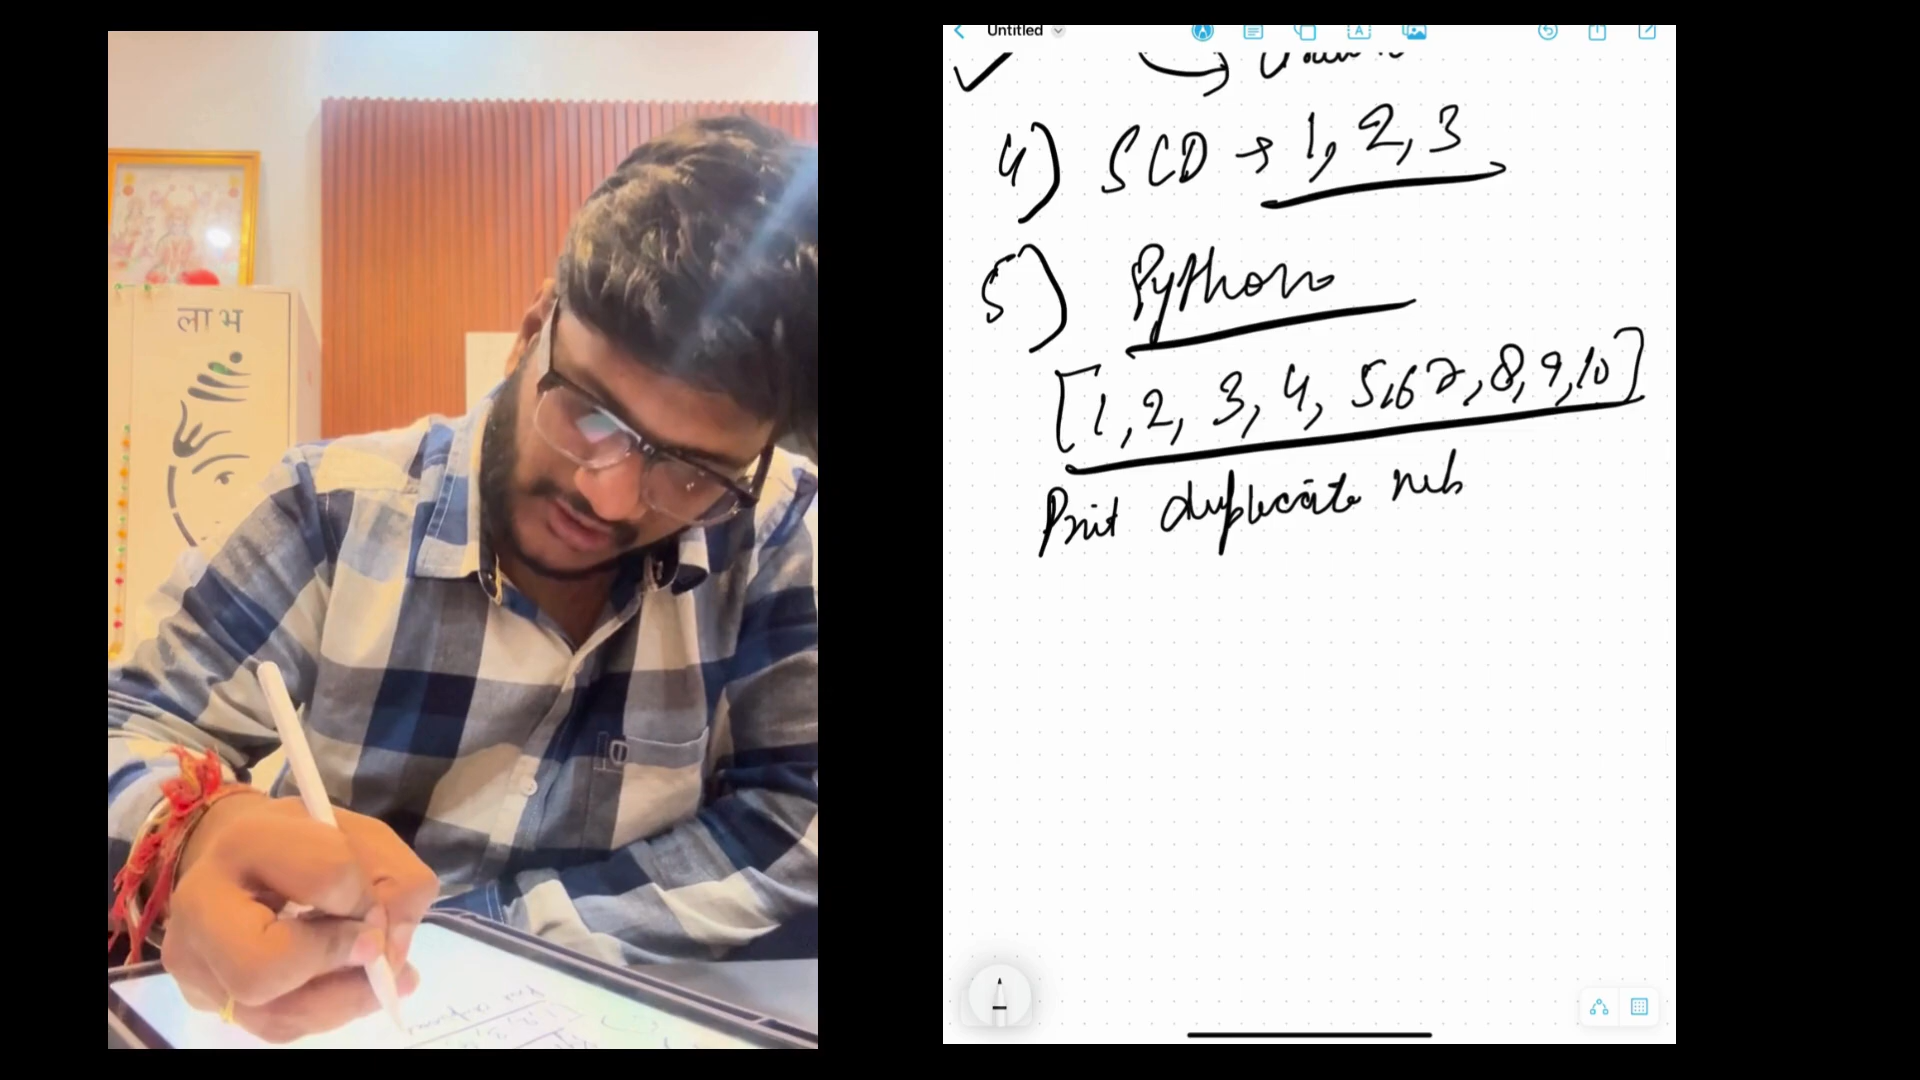 लाभ
Untitled
4) SCD → 1, 2, 3
5) Python
[1, 2, 3, 4, 5, 6 7, 8, 9, 10]
Print duplicate